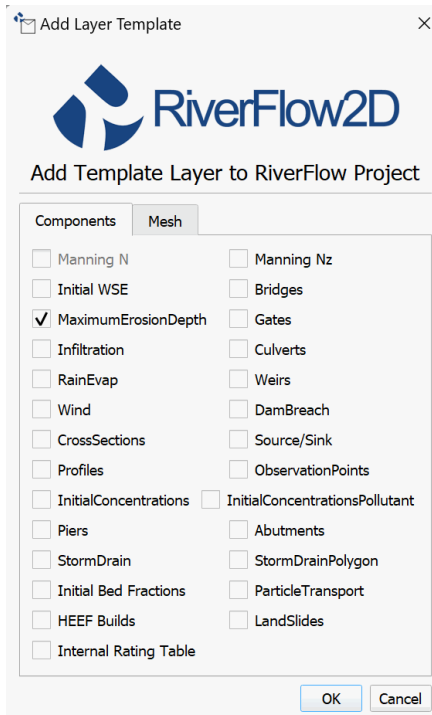 Add Layer Template
RiverFlow2D
Add Template Layer to RiverFlow Project
Components Mesh
Manning N Manning Nz
Initial WSE Bridges
MaximumErosionDepth Gates
Infiltration Culverts
RainEvap Weirs
Wind DamBreach
CrossSections Source/Sink
Profiles ObservationPoints
InitialConcentrations InitialConcentrationsPollutant
Piers Abutments
StormDrain StormDrainPolygon
Initial Bed Fractions ParticleTransport
HEEF Builds LandSlides
Internal Rating Table
OK Cancel